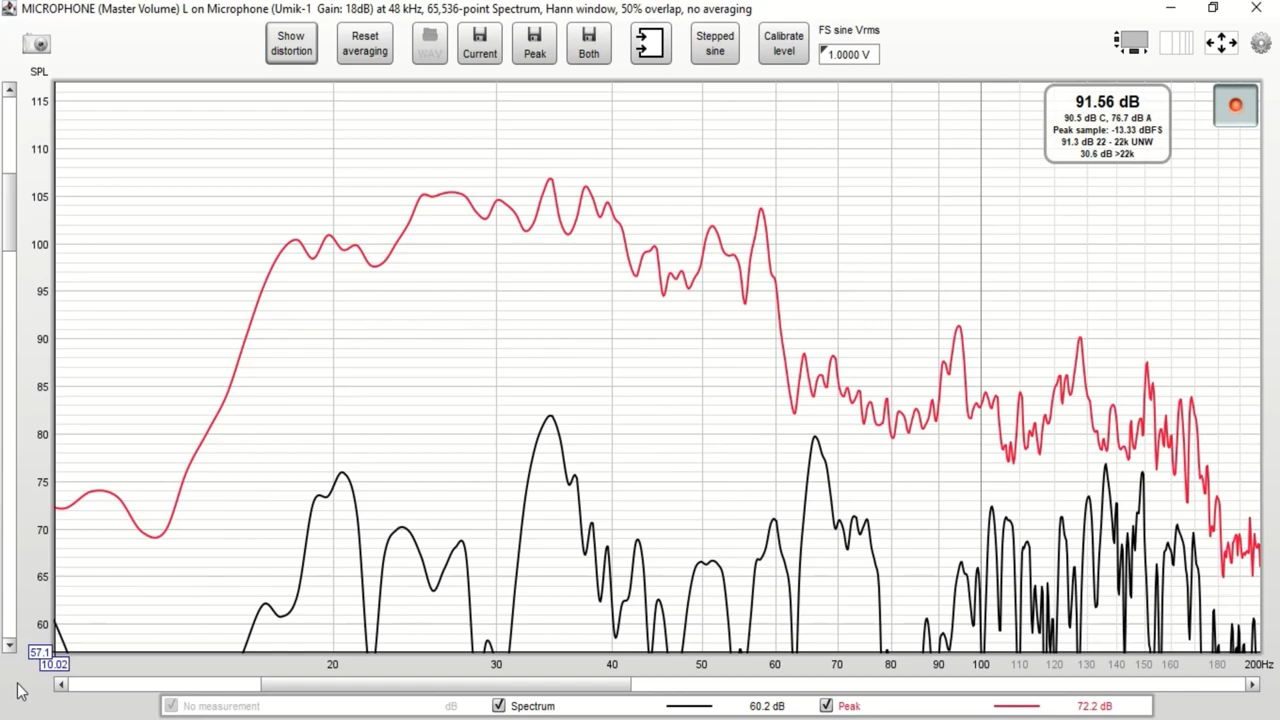 MICROPHONE (Master Volume) L on Microphone (Umik-1 Gain: 18dB) at 48 kHz, 65,536-point Spectrum, Hann window, 50% overlap, no averaging
Show distortion
Reset averaging
WAV
Current
Peak
Both
Stepped sine
Calibrate level
FS sine Vrms
1.0000 V
SPL
91.56 dB
90.5 dB C, 76.7 dB A
Peak sample: -13.33 dBFS
91.3 dB 22 - 22k UNW
30.6 dB >22k
115
110
105
100
95
90
85
80
75
70
65
60
57.1
10.02
20 30 40 50 60 70 80 90 100 110 120 130 140 150 160 180 200Hz
No measurement dB Spectrum 60.2 dB Peak 72.2 dB